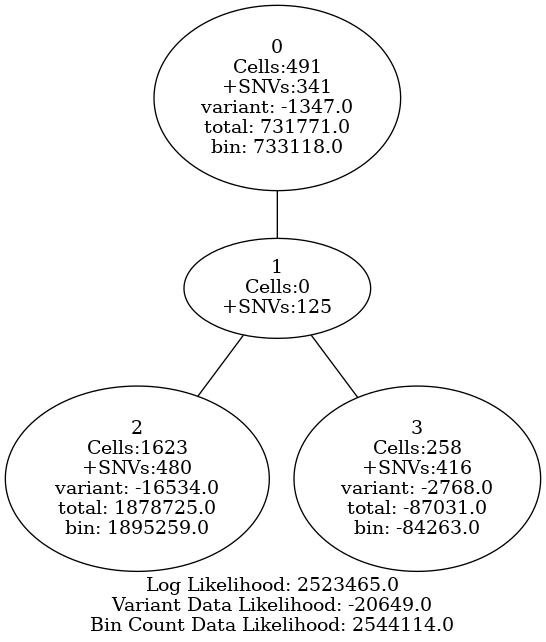 0
Cells:491
+SNVs:341
variant: -1347.0
total: 731771.0
bin: 733118.0
1
Cells:0
+SNVs:125
2
Cells:1623
+SNVs:480
variant: -16534.0
total: 1878725.0
bin: 1895259.0
3
Cells:258
+SNVs:416
variant: -2768.0
total: -87031.0
bin: -84263.0
Log Likelihood: 2523465.0
Variant Data Likelihood: -20649.0
Bin Count Data Likelihood: 2544114.0